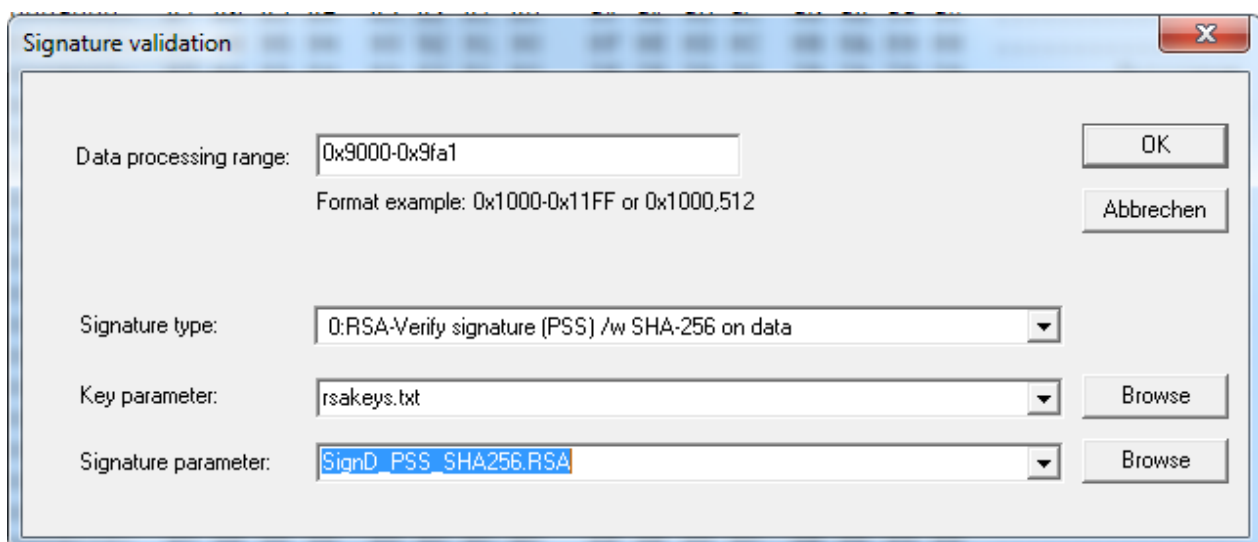 Signature validation
Data processing range:
0x9000-0x9fa1
OK
Format example: 0x1000-0x11FF or 0x1000,512
Abbrechen
Signature type:
0:RSA-Verify signature (PSS) /w SHA-256 on data
Key parameter:
rsakeys.txt
Browse
Signature parameter:
SignD_PSS_SHA256.RSA
Browse